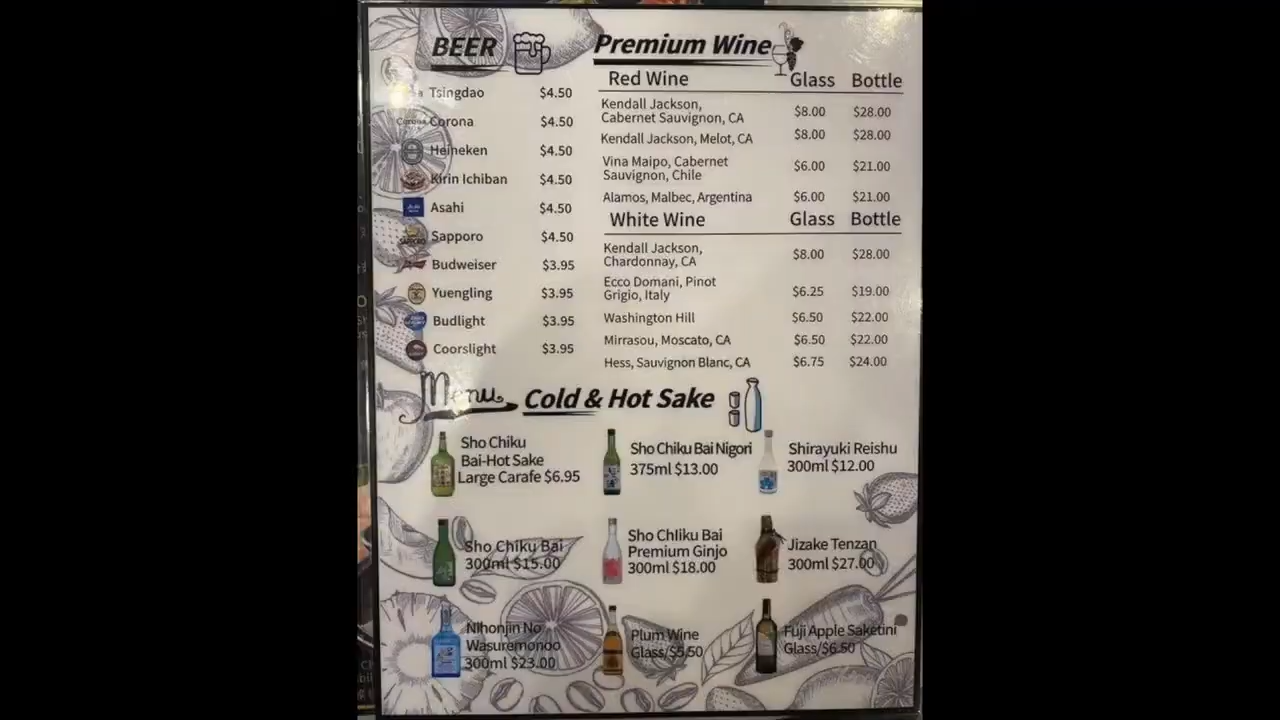 BEER
Tsingdao $4.50
Corona $4.50
Heineken $4.50
Kirin Ichiban $4.50
Asahi $4.50
Sapporo $4.50
Budweiser $3.95
Yuengling $3.95
Budlight $3.95
Coorslight $3.95
Premium Wine
Red Wine Glass Bottle
Kendall Jackson,
Cabernet Sauvignon, CA $8.00 $28.00
Kendall Jackson, Melot, CA $8.00 $28.00
Vina Maipo, Cabernet
Sauvignon, Chile $6.00 $21.00
Alamos, Malbec, Argentina $6.00 $21.00
White Wine Glass Bottle
Kendall Jackson,
Chardonnay, CA $8.00 $28.00
Ecco Domani, Pinot
Grigio, Italy $6.25 $19.00
Washington Hill $6.50 $22.00
Mirrasou, Moscato, CA $6.50 $22.00
Hess, Sauvignon Blanc, CA $6.75 $24.00
Menu Cold & Hot Sake
Sho Chiku
Bai-Hot Sake
Large Carafe $6.95
Sho Chiku Bai Nigori
375ml $13.00
Shirayuki Reishu
300ml $12.00
Sho Chiku Bai
300ml $15.00
Sho ChIiku Bai
Premium Ginjo
300ml $18.00
Jizake Tenzan
300ml $27.00
Nihonjin No
Wasuremonoo
300ml $23.00
Plum Wine
Glass/$5.50
Fuji Apple Saketini
Glass/$6.50